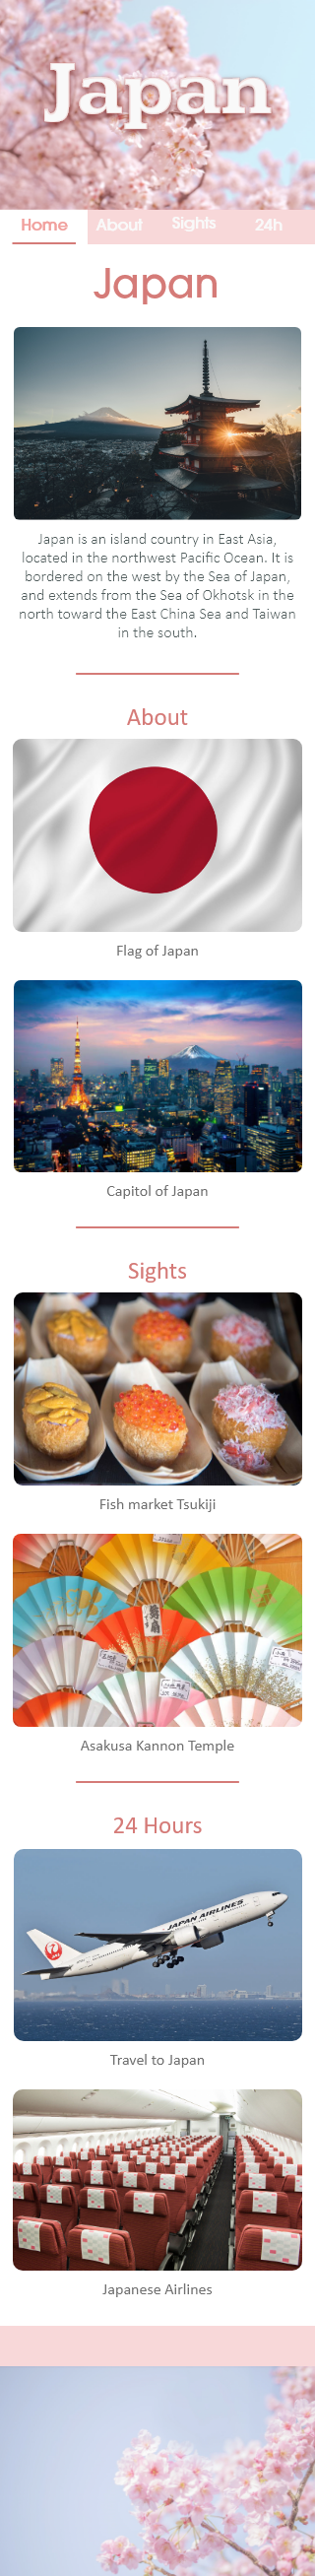 Japan
Home About Sights 24h
Japan
Japan is an island country in East Asia,
located in the northwest Pacific Ocean. It is
bordered on the west by the Sea of Japan,
and extends from the Sea of Okhotsk in the
north toward the East China Sea and Taiwan
in the south.
About
Flag of Japan
Capitol of Japan
Sights
Fish market Tsukiji
Asakusa Kannon Temple
24 Hours
JAPAN AIRLINES
Travel to Japan
Japanese Airlines